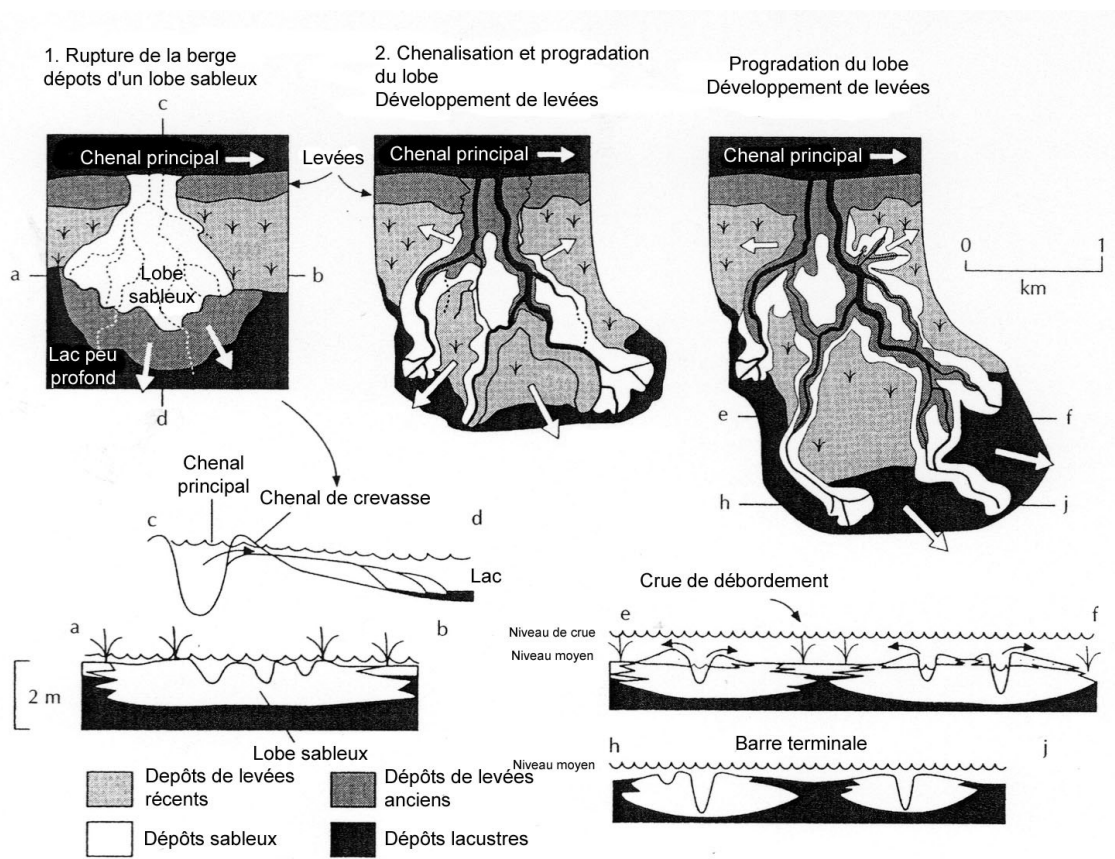 1. Rupture de la berge
dépots d'un lobe sableux
2. Chenalisation et progradation
du lobe
Développement de levées
Progradation du lobe
Développement de levées
c
Chenal principal
Levées
Chenal principal
Chenal principal
0
1
km
a
b
Lobe
sableux
Lac peu
profond
d
e
f
h
j
Chenal
principal
Chenal de crevasse
c
d
Lac
a
b
2 m
Lobe sableux
Crue de débordement
e
f
Niveau de crue
Niveau moyen
h
Barre terminale
j
Niveau moyen
Depôts de levées
récents
Dépôts de levées
anciens
Dépôts sableux
Dépôts lacustres